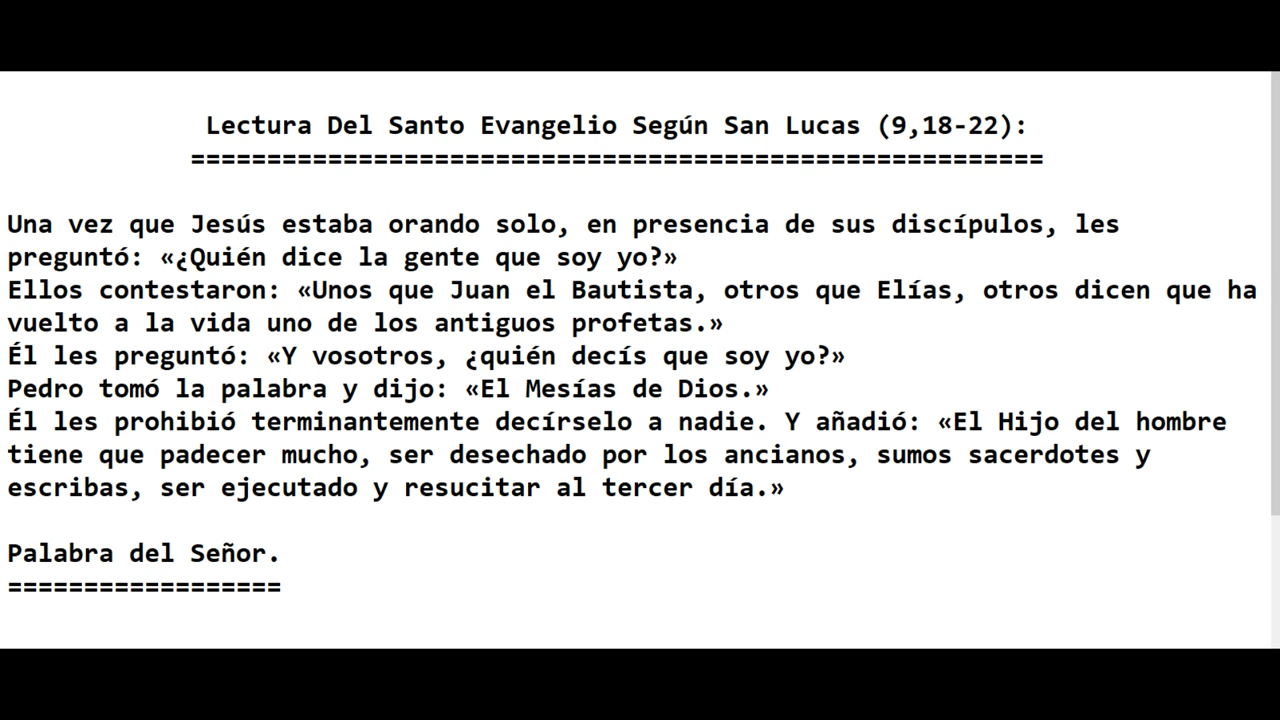 Lectura Del Santo Evangelio Según San Lucas (9,18-22):
========================================================
Una vez que Jesús estaba orando solo, en presencia de sus discípulos, les
preguntó: «¿Quién dice la gente que soy yo?»
Ellos contestaron: «Unos que Juan el Bautista, otros que Elías, otros dicen que ha
vuelto a la vida uno de los antiguos profetas.»
Él les preguntó: «Y vosotros, ¿quién decís que soy yo?»
Pedro tomó la palabra y dijo: «El Mesías de Dios.»
Él les prohibió terminantemente decírselo a nadie. Y añadió: «El Hijo del hombre
tiene que padecer mucho, ser desechado por los ancianos, sumos sacerdotes y
escribas, ser ejecutado y resucitar al tercer día.»
Palabra del Señor.
==================